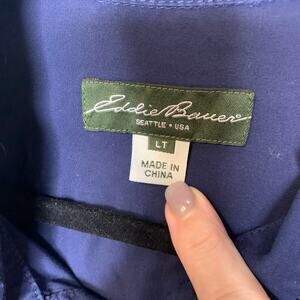 Eddie Bauer
SEATTLE • USA
LT
MADE IN
CHINA